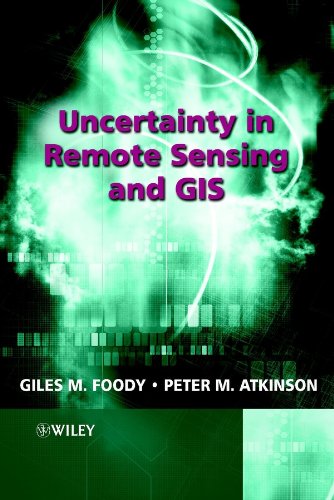 Uncertainty in
Remote Sensing
and GIS
GILES M. FOODY • PETER M. ATKINSON
WILEY